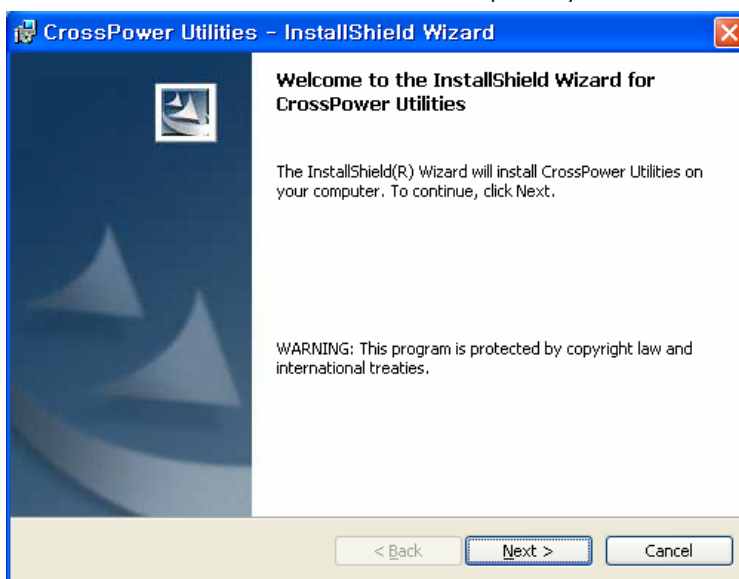 CrossPower Utilities - InstallShield Wizard
Welcome to the InstallShield Wizard for
CrossPower Utilities
The InstallShield(R) Wizard will install CrossPower Utilities on
your computer. To continue, click Next.
WARNING: This program is protected by copyright law and
international treaties.
< Back
Next >
Cancel